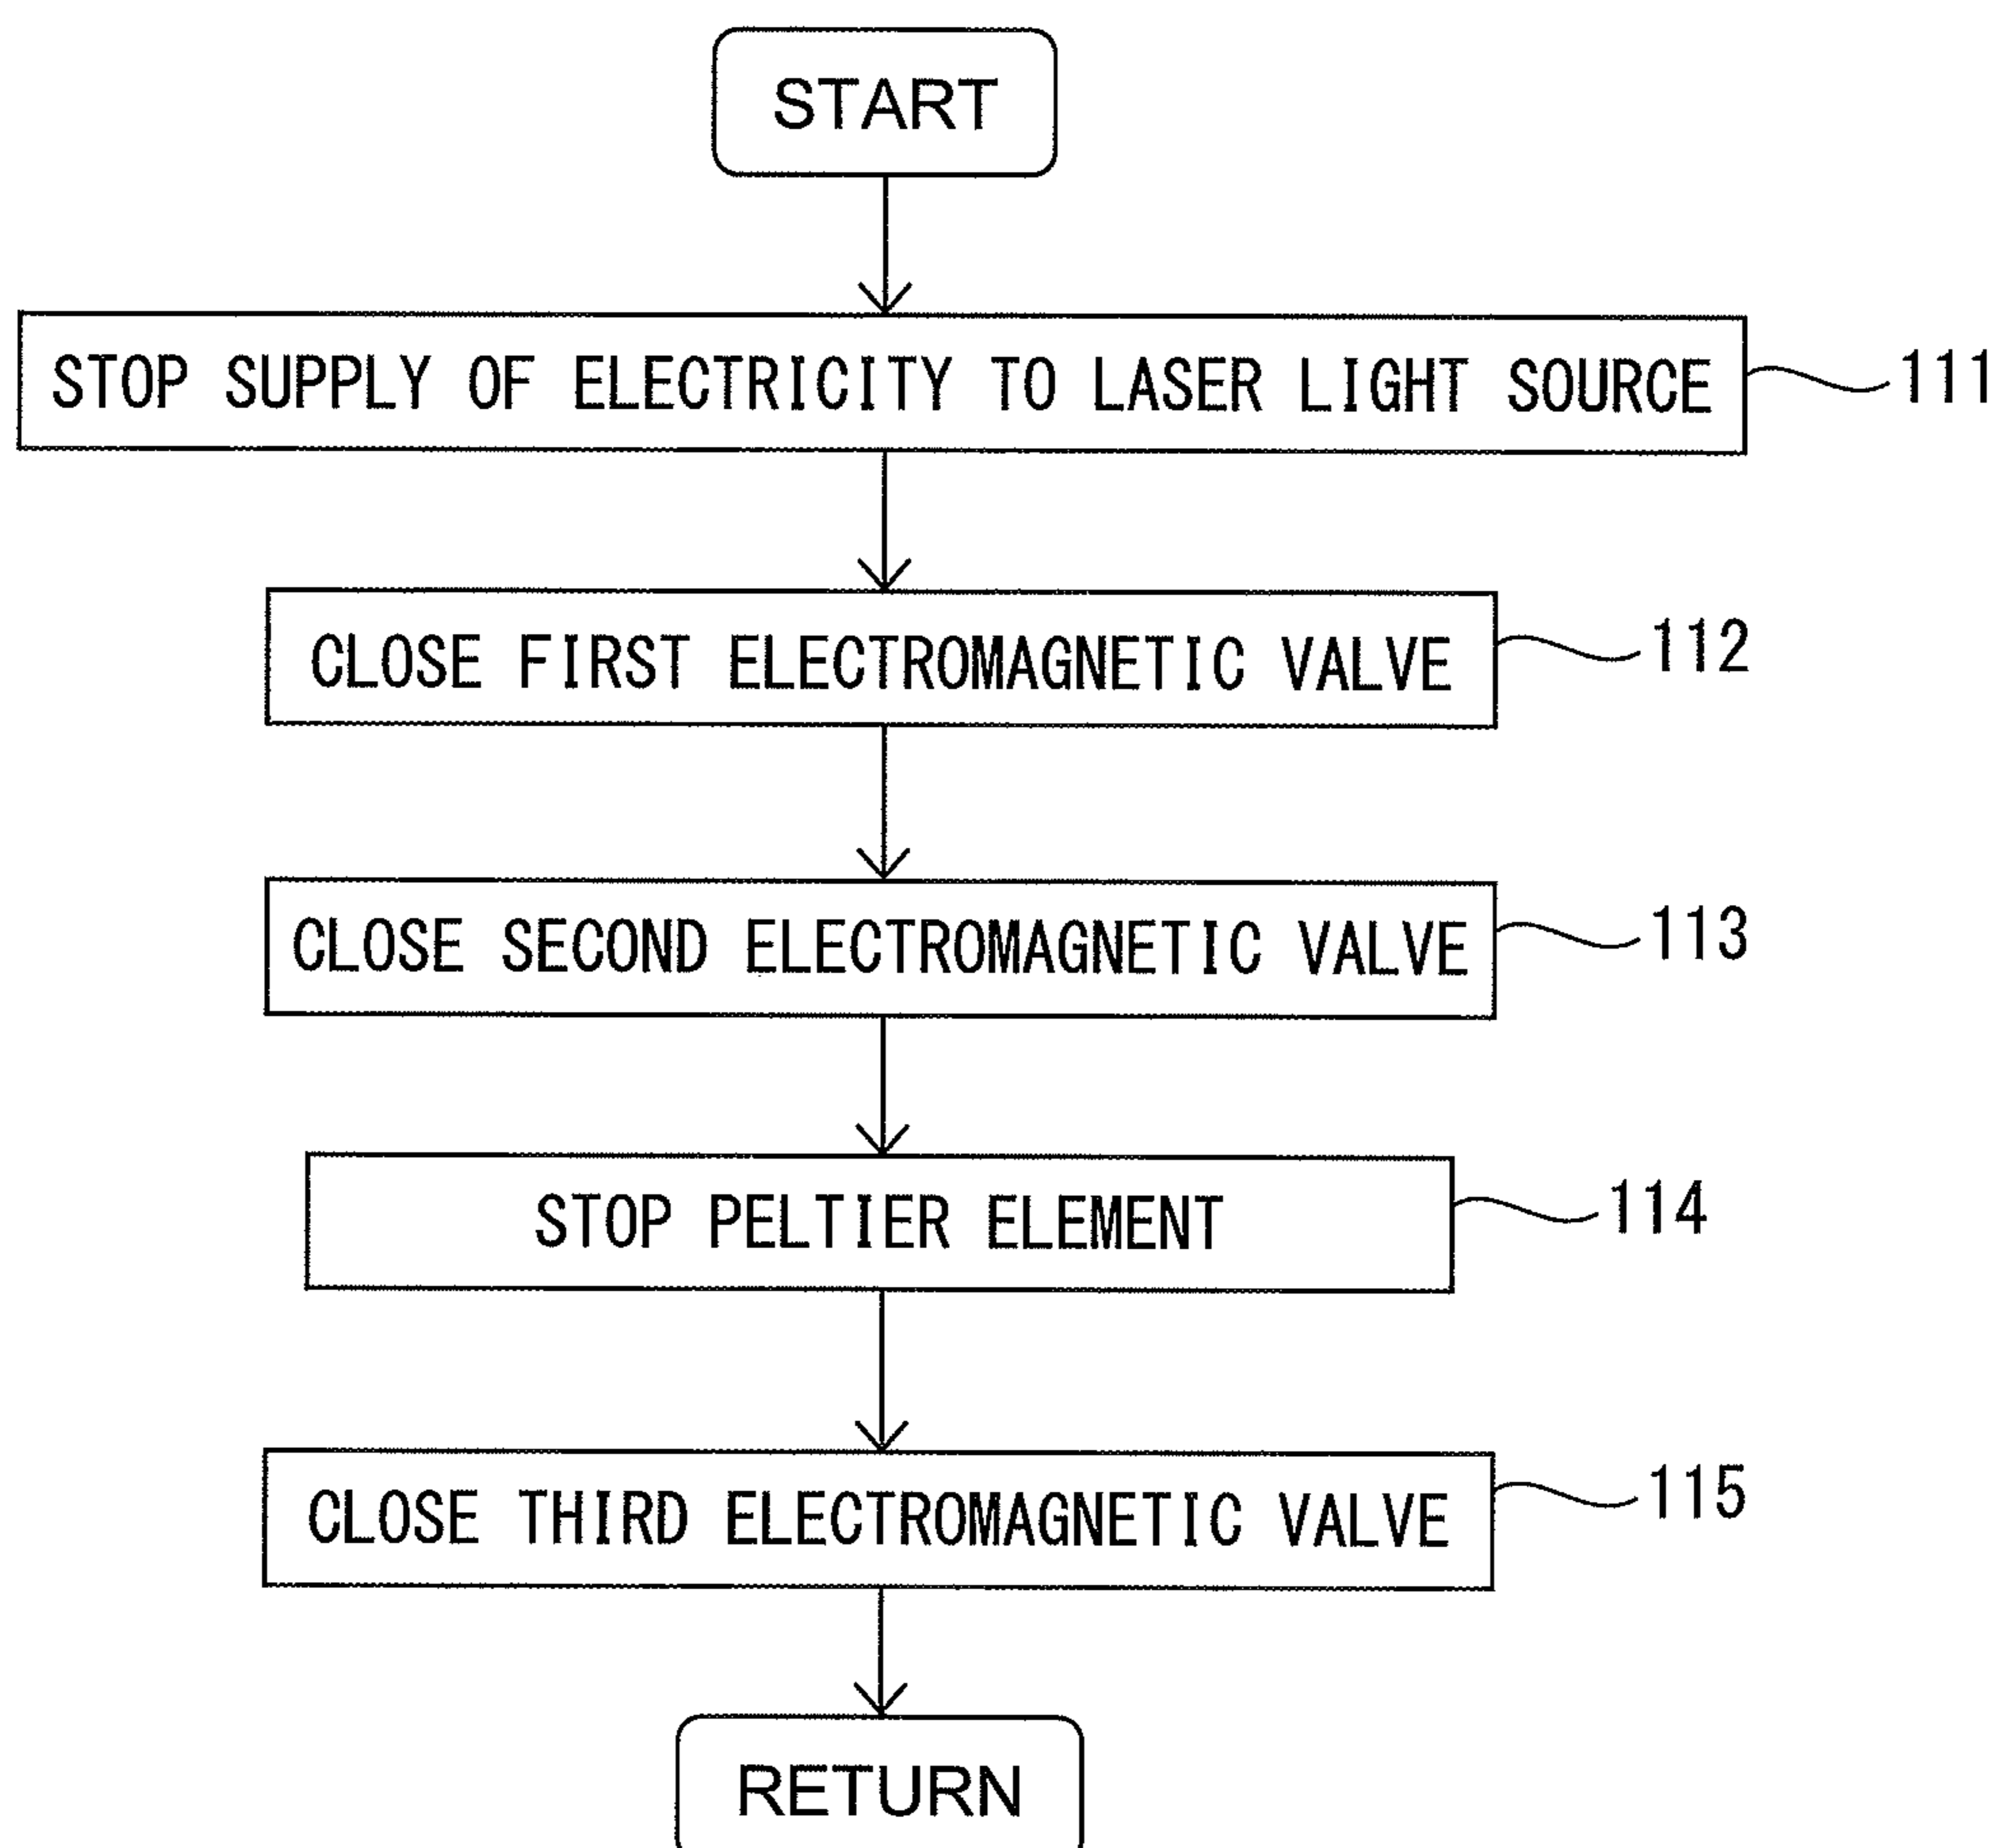 START
STOP SUPPLY OF ELECTRICITY TO LASER LIGHT SOURCE 111
CLOSE FIRST ELECTROMAGNETIC VALVE 112
CLOSE SECOND ELECTROMAGNETIC VALVE 113
STOP PELTIER ELEMENT 114
CLOSE THIRD ELECTROMAGNETIC VALVE 115
RETURN